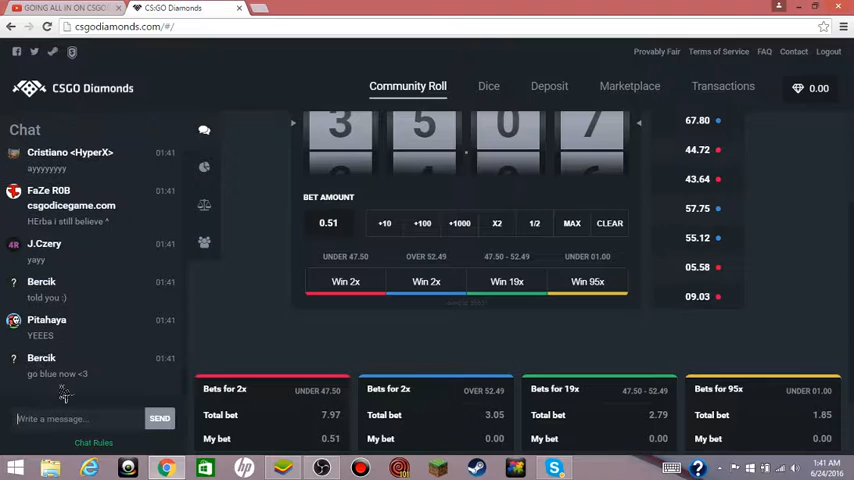 GOING ALL IN ON CSGO
CS:GO Diamonds
csgodiamonds.com/#/
Provably Fair Terms of Service FAQ Contact Logout
CSGO Diamonds
Community Roll Dice Deposit Marketplace Transactions 0.00
Chat
Cristiano <HyperX> 01:41
ayyyyyyyy
FaZe R0B 01:41
csgodicegame.com
HErba i still believe ^
J.Czery 01:41
yayy
Bercik 01:41
told you :)
Pitahaya 01:41
YEEES
Bercik 01:41
go blue now <3
Write a message... SEND
Chat Rules
3 5 0 7
BET AMOUNT
0.51 +10 +100 +1000 X2 1/2 MAX CLEAR
UNDER 47.50 OVER 52.49 47.50 - 52.49 UNDER 01.00
Win 2x Win 2x Win 19x Win 95x
67.80
44.72
43.64
57.75
55.12
05.58
09.03
Bets for 2x UNDER 47.50
Total bet 7.97
My bet 0.51
Bets for 2x OVER 52.49
Total bet 3.05
My bet 0.00
Bets for 19x 47.50 - 52.49
Total bet 2.79
My bet 0.00
Bets for 95x UNDER 01.00
Total bet 1.85
My bet 0.00
1:41 AM
6/24/2016